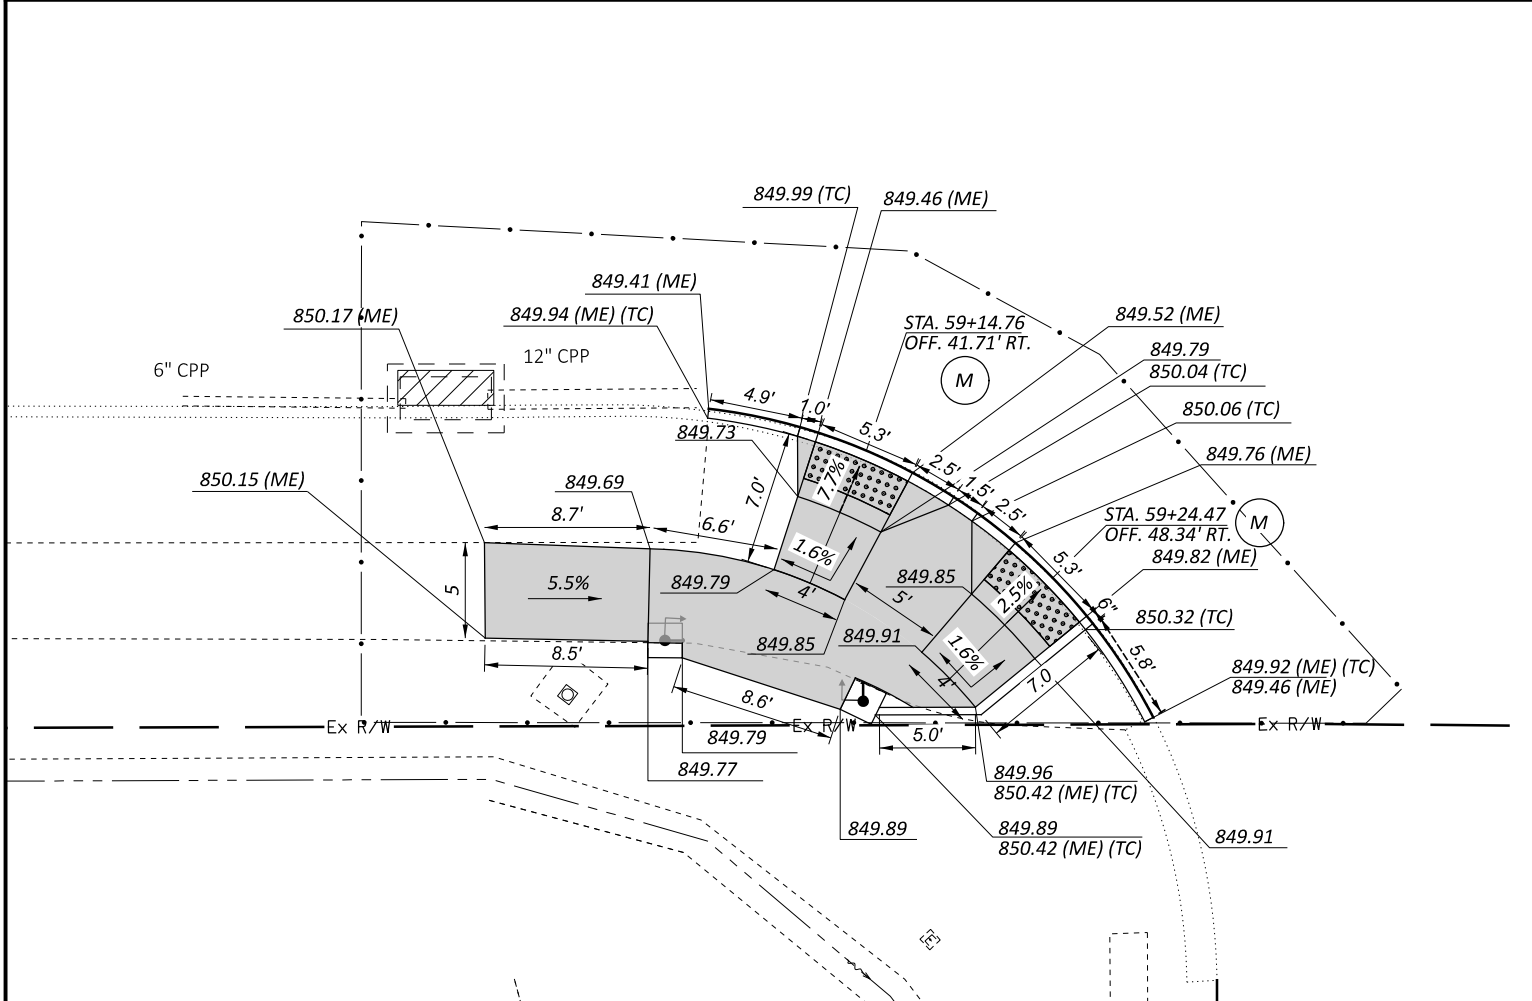 849.99 (TC)
849.46 (ME)
849.41 (ME)
850.17 (ME)
849.94 (ME) (TC)
849.52 (ME)
STA. 59+14.76
OFF. 41.71' RT.
849.79
850.04 (TC)
12" CPP
6" CPP
M
4.9'
1.0'
850.06 (TC)
5.3'
849.73
849.76 (ME)
2.5'
1.5'
2.5'
850.15 (ME)
849.69
7.0'
7.7%
STA. 59+24.47
OFF. 48.34' RT.
M
8.7'
6.6'
1.6%
849.82 (ME)
5.3'
5.5%
5
849.79
4'
849.85
5'
2.5%
6"
850.32 (TC)
849.85
849.91
1.6%
8.5'
5.8'
849.92 (ME) (TC)
849.46 (ME)
4'
7.0
8.6'
Ex R/W
Ex R/W
Ex R/W
849.79
5.0'
849.77
849.96
850.42 (ME) (TC)
849.89
849.89
850.42 (ME) (TC)
849.91
E